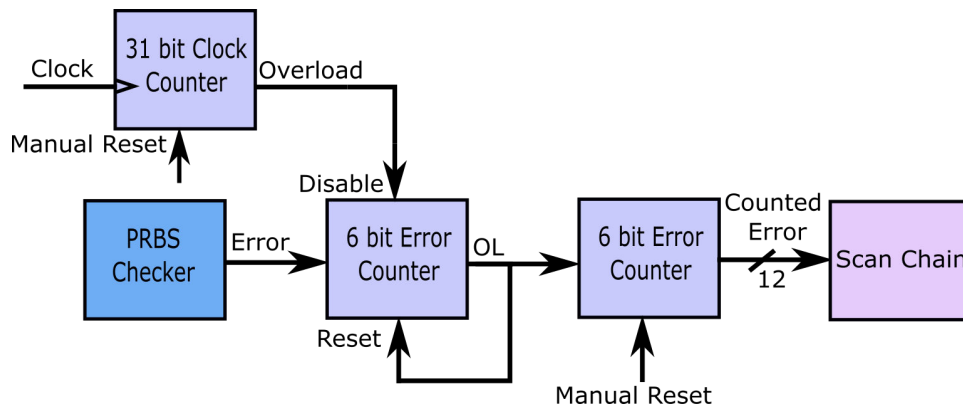 31 bit Clock
Counter
Clock
Overload
Manual Reset
Disable
PRBS
Checker
Error
6 bit Error
Counter
OL
Reset
6 bit Error
Counter
Counted
Error
12
Scan Chain
Manual Reset